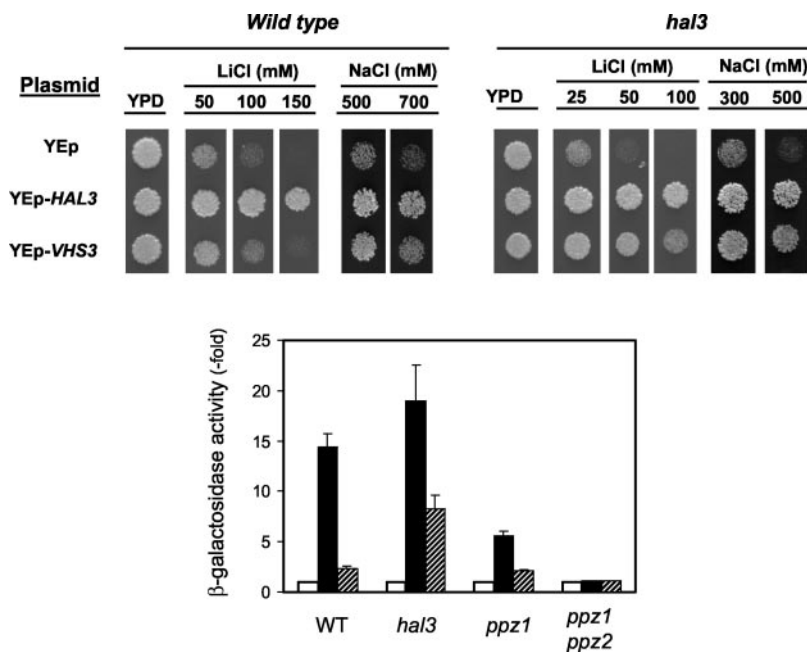 Wild type hal3
LiCl (mM) NaCl (mM) LiCl (mM) NaCl (mM)
Plasmid YPD 50 100 150 500 700 YPD 25 50 100 300 500
YEp
YEp-HAL3
YEp-VHS3
25
20
15
10
5
0
β-galactosidase activity (-fold)
WT hal3 ppz1 ppz1
ppz2